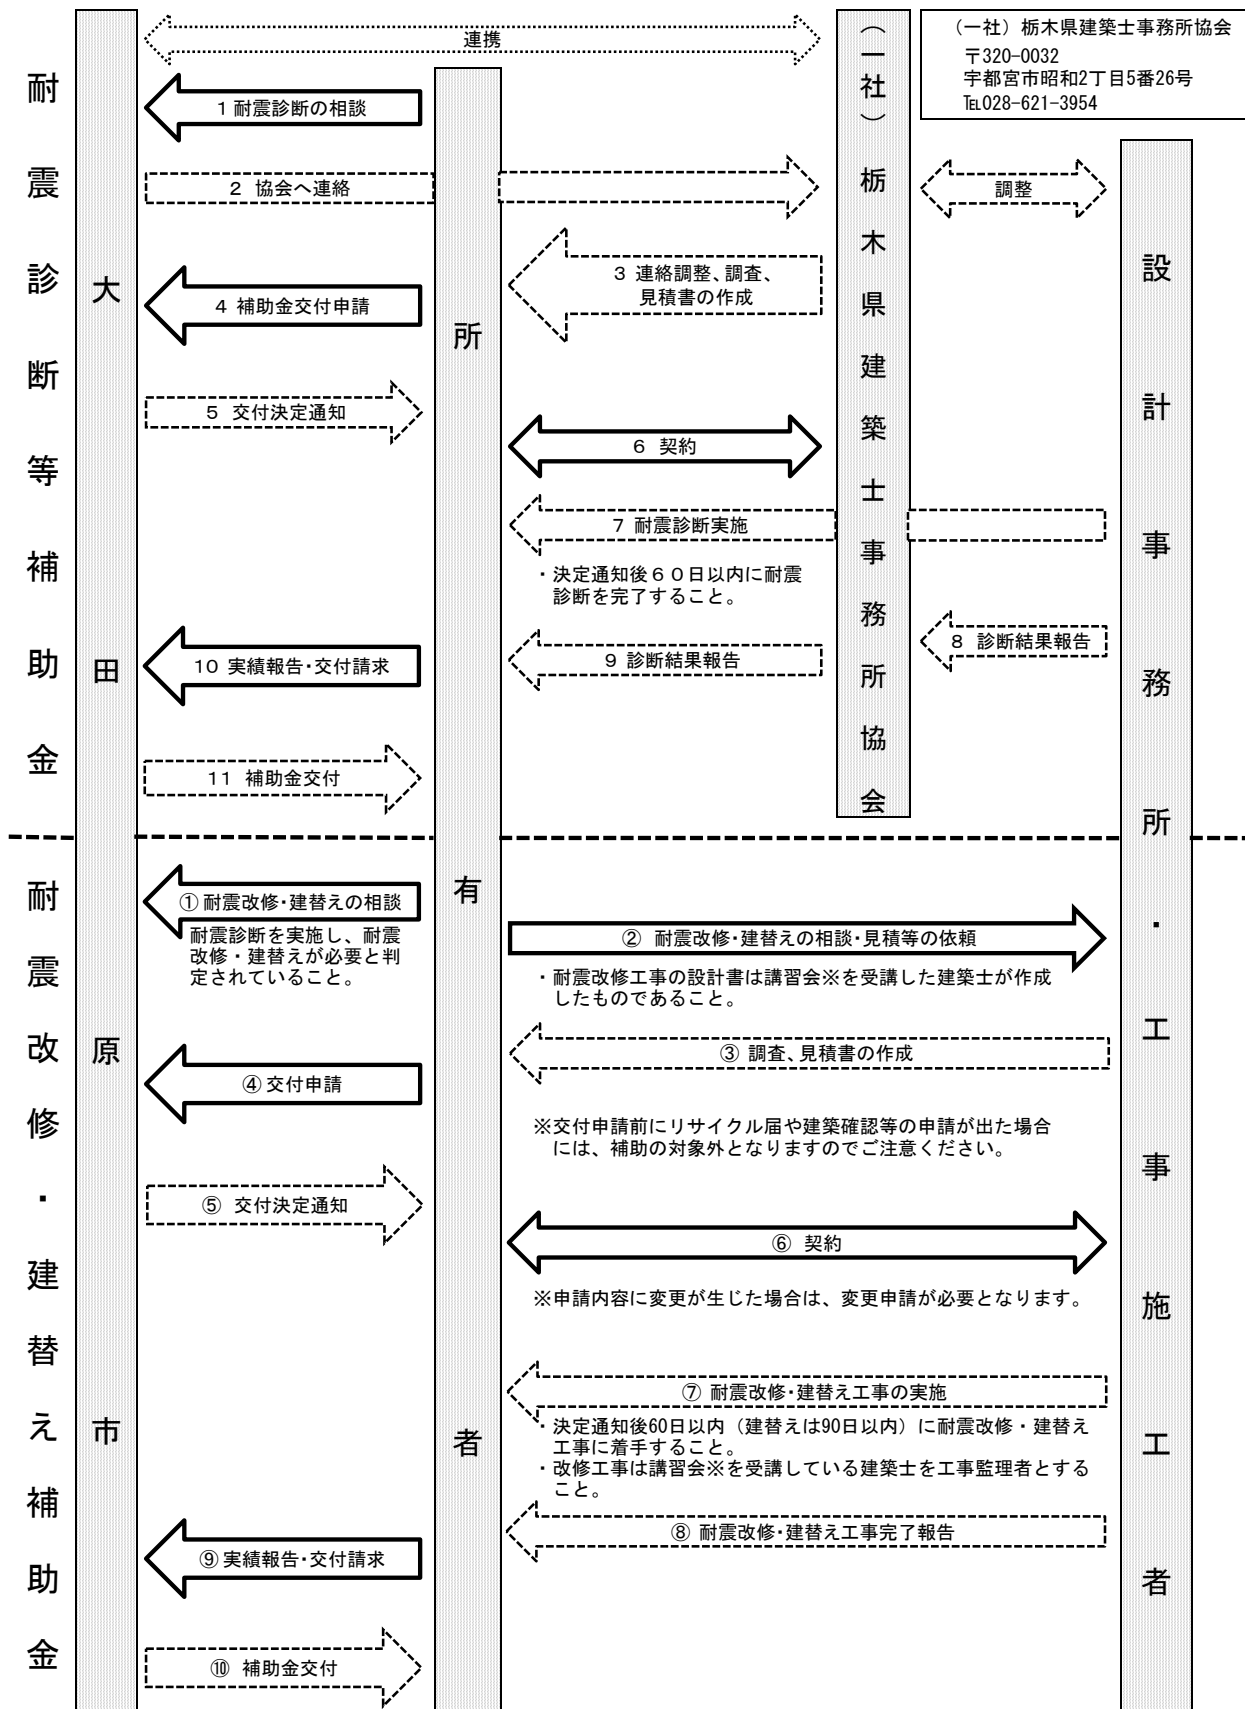 連携
(一社)栃木県建築士事務所協会
〒320-0032
宇都宮市昭和2丁目5番26号
℡028-621-3954
耐震診断等補助金
大田原市
所有者
(一社)栃木県建築士事務所協会
設計事務所・工事施工者
1 耐震診断の相談
2 協会へ連絡
調整
3 連絡調整、調査、
見積書の作成
4 補助金交付申請
5 交付決定通知
6 契約
7 耐震診断実施
・決定通知後60日以内に耐震
診断を完了すること。
8 診断結果報告
9 診断結果報告
10 実績報告・交付請求
11 補助金交付
耐震改修・建替え補助金
①耐震改修・建替えの相談
耐震診断を実施し、耐震
改修・建替えが必要と判
定されていること。
② 耐震改修・建替えの相談・見積等の依頼
・耐震改修工事の設計書は講習会※を受講した建築士が作成
したものであること。
③ 調査、見積書の作成
④交付申請
※交付申請前にリサイクル届や建築確認等の申請が出た場合
には、補助の対象外となりますのでご注意ください。
⑤ 交付決定通知
⑥ 契約
※申請内容に変更が生じた場合は、変更申請が必要となります。
⑦ 耐震改修・建替え工事の実施
・決定通知後60日以内(建替えは90日以内)に耐震改修・建替え
工事に着手すること。
・改修工事は講習会※を受講している建築士を工事監理者とする
こと。
⑧ 耐震改修・建替え工事完了報告
⑨実績報告・交付請求
⑩ 補助金交付